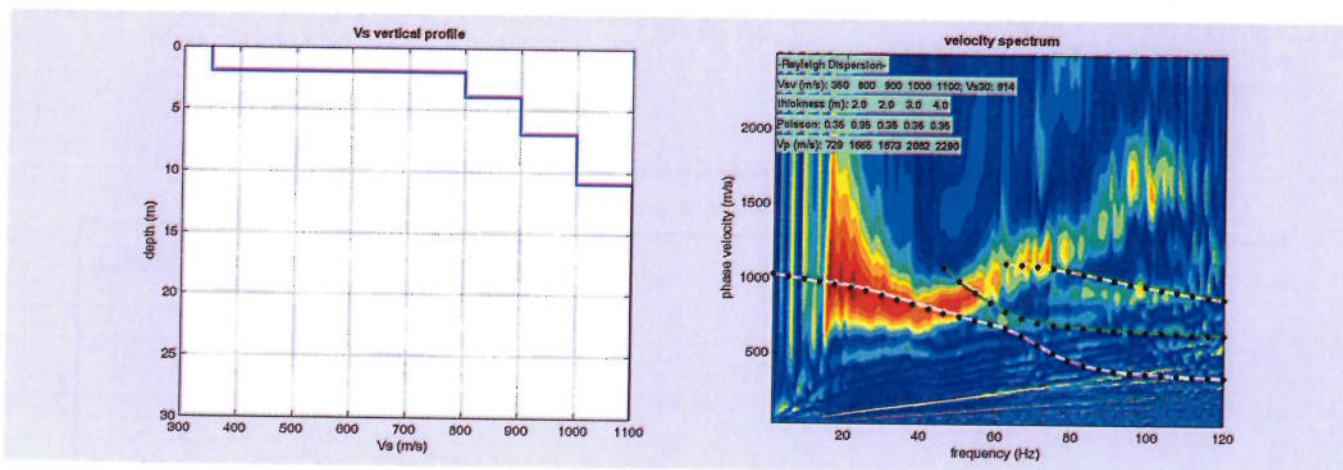 Vs vertical profile
0
5
10
15
20
25
30
depth (m)
300 400 500 600 700 800 900 1000 1100
Vs (m/s)
velocity spectrum
-Rayleigh Dispersion-
Vsv (m/s): 350 800 900 1000 1100; Vs30: 914
thickness (m): 2.0 2.0 3.0 4.0
Poisson: 0.35 0.35 0.35 0.35 0.35
Vp (m/s): 729 1665 1873 2082 2290
2000
1500
1000
500
phase velocity (m/s)
20 40 60 80 100 120
frequency (Hz)